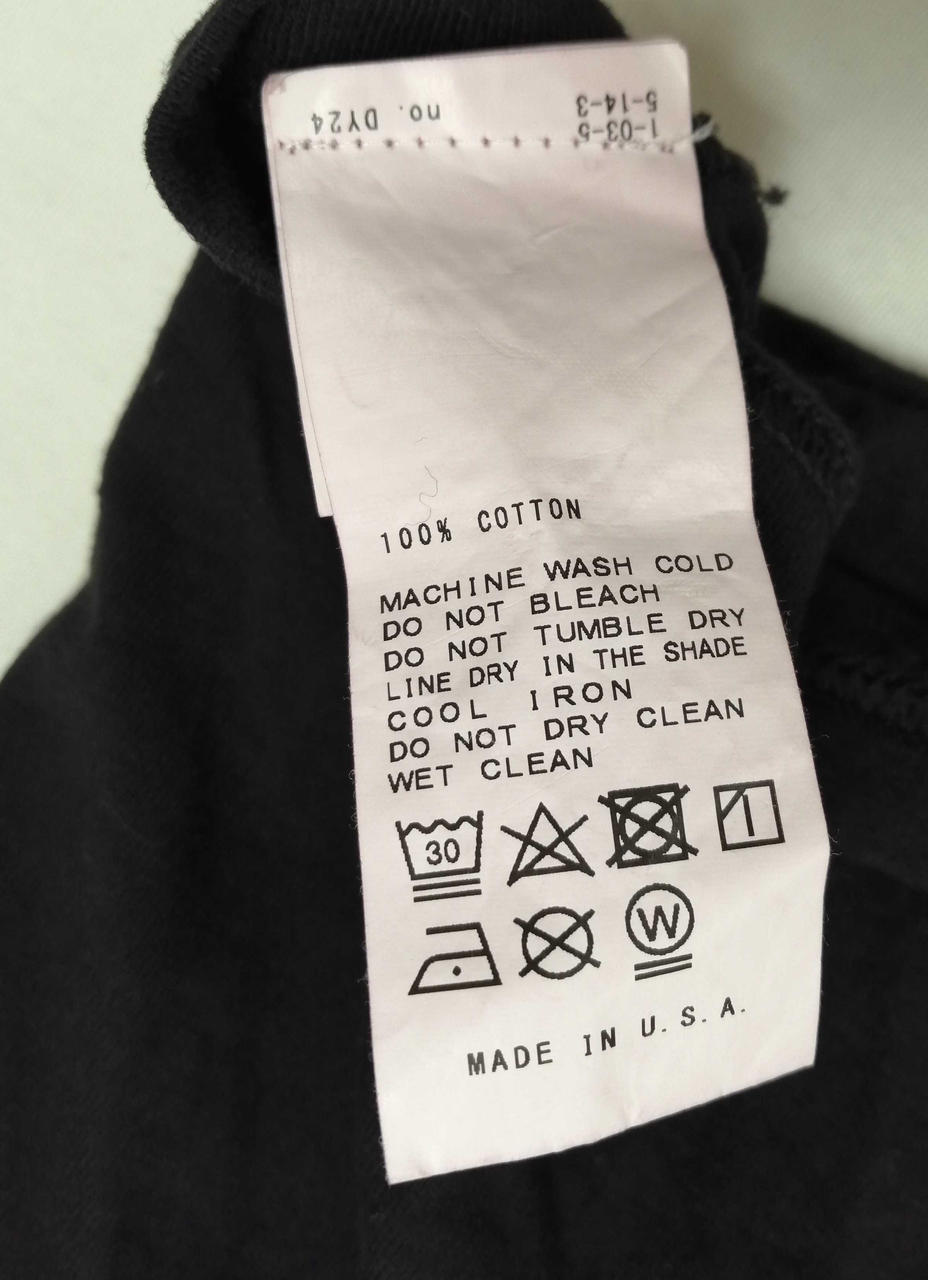 1-03-5
5-14-3
no. DY24
100% COTTON
MACHINE WASH COLD
DO NOT BLEACH
DO NOT TUMBLE DRY
LINE DRY IN THE SHADE
COOL IRON
DO NOT DRY CLEAN
WET CLEAN
30
W
MADE IN U.S.A.